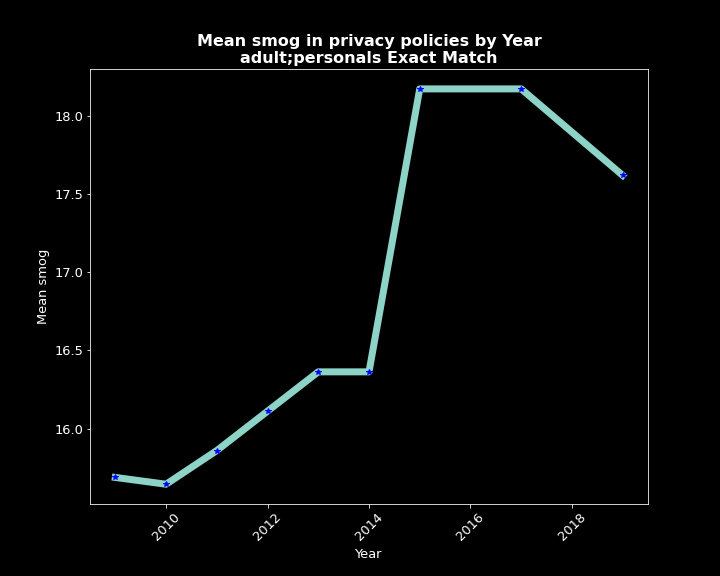 Mean smog in privacy policies by Year
adult;personals Exact Match
18.0
17.5
17.0
16.5
16.0
Mean smog
2010
2012
2014
2016
2018
Year